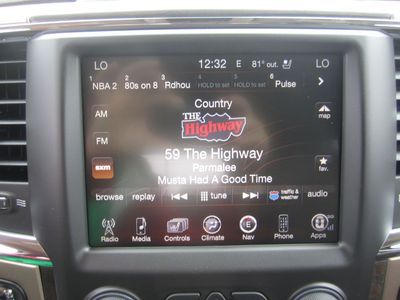 LO 12:32 E 81° out. LO
1 NBA 2 2 80s on 8 3 Rdhou 4 HOLD to set 5 HOLD to set 6 Pulse
Country
AM
THE
Highway
map
FM
59 The Highway
Parmalee
sxm
fav.
Musta Had A Good Time
browse replay tune traffic & weather audio
Radio Media Controls Climate E Nav Phone Apps